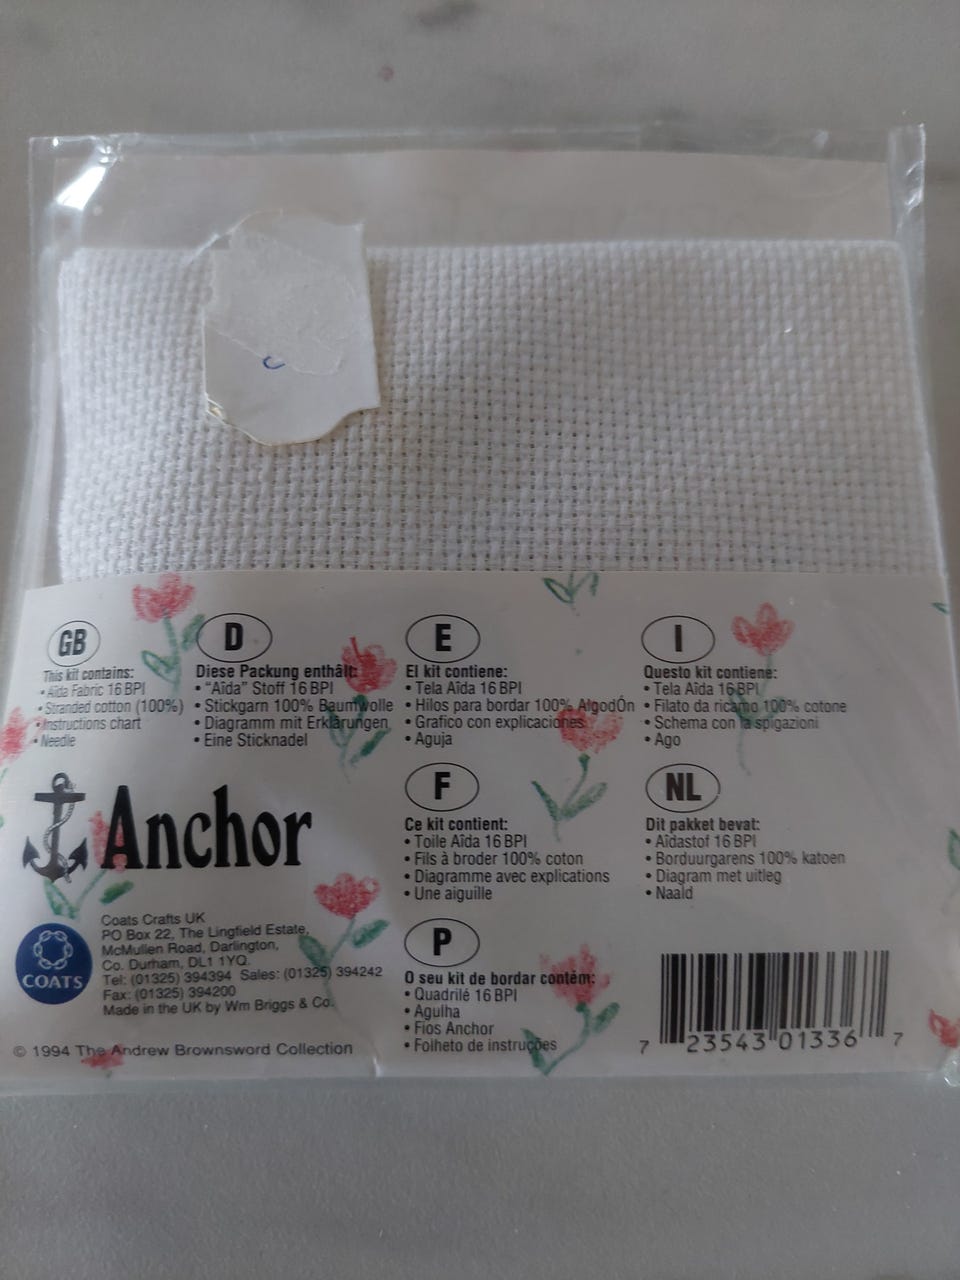 GB
This kit contains:
• Aïda Fabric 16 BPI
• Stranded cotton (100%)
• Instructions chart
• Needle
D
Diese Packung enthält:
• "Aïda" Stoff 16 BPI
• Stickgarn 100% Baumwolle
• Diagramm mit Erklärungen
• Eine Sticknadel
E
El kit contiene:
• Tela Aïda 16 BPI
• Hilos para bordar 100% AlgodÓn
• Grafico con explicaciones
• Aguja
I
Questo kit contiene:
• Tela Aïda 16 BPI
• Filato da ricamo 100% cotone
• Schema con la spigazioni
• Ago
Anchor
F
Ce kit contient:
• Toile Aïda 16 BPI
• Fils à broder 100% coton
• Diagramme avec explications
• Une aiguille
NL
Dit pakket bevat:
• Aïdastof 16 BPI
• Borduurgarens 100% katoen
• Diagram met uitleg
• Naald
COATS
Coats Crafts UK
PO Box 22, The Lingfield Estate,
McMullen Road, Darlington,
Co. Durham, DL1 1YQ.
Tel: (01325) 394394 Sales: (01325) 394242
Fax: (01325) 394200
Made in the UK by Wm Briggs & Co.
© 1994 The Andrew Brownsword Collection
P
O seu kit de bordar contém:
• Quadrilé 16 BPI
• Agulha
• Fios Anchor
• Folheto de instruções
7 23543 01336 7